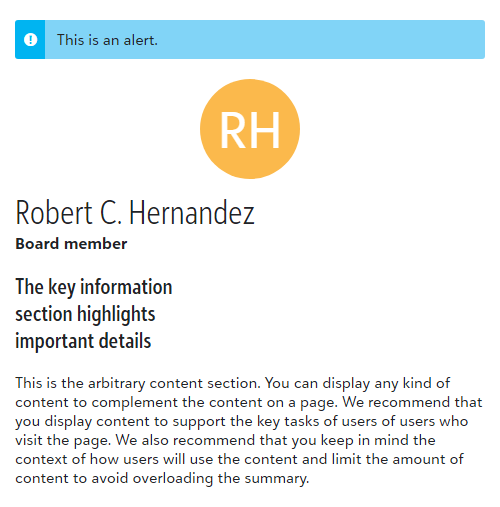 This is an alert.
RH
Robert C. Hernandez
Board member
The key information
section highlights
important details
This is the arbitrary content section. You can display any kind of
content to complement the content on a page. We recommend that
you display content to support the key tasks of users of users who
visit the page. We also recommend that you keep in mind the
context of how users will use the content and limit the amount of
content to avoid overloading the summary.